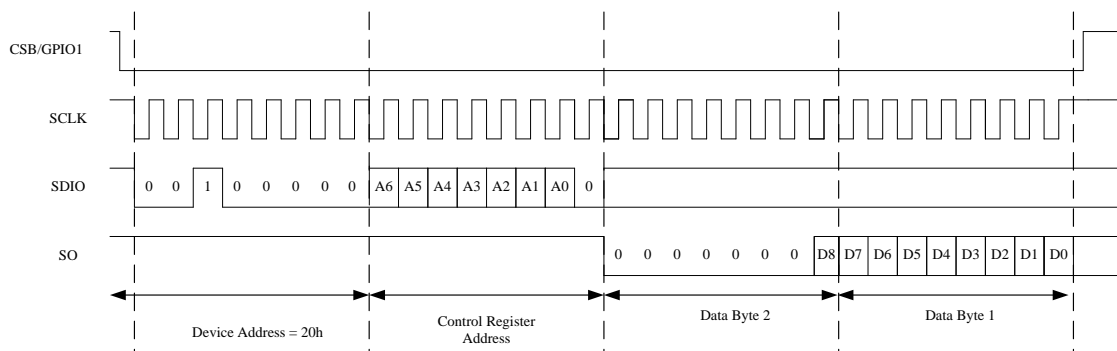 CSB/GPIO1
SCLK
SDIO 0 0 1 0 0 0 0 0 A6 A5 A4 A3 A2 A1 A0 0
SO 0 0 0 0 0 0 0 D8 D7 D6 D5 D4 D3 D2 D1 D0
Device Address = 20h
Control Register
Address
Data Byte 2
Data Byte 1